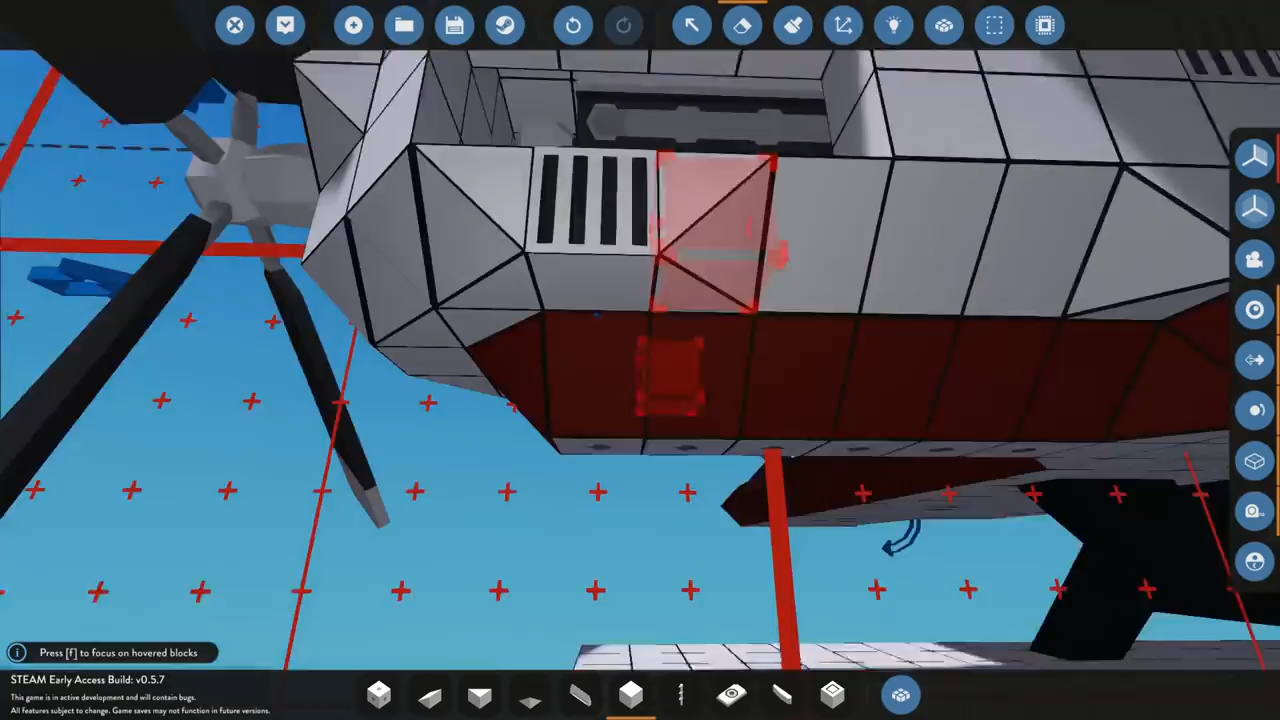 Press [f] to focus on hovered blocks
STEAM Early Access Build: v0.5.7
This game is in active development and will contain bugs.
All features subject to change. Game saves may not function in future versions.